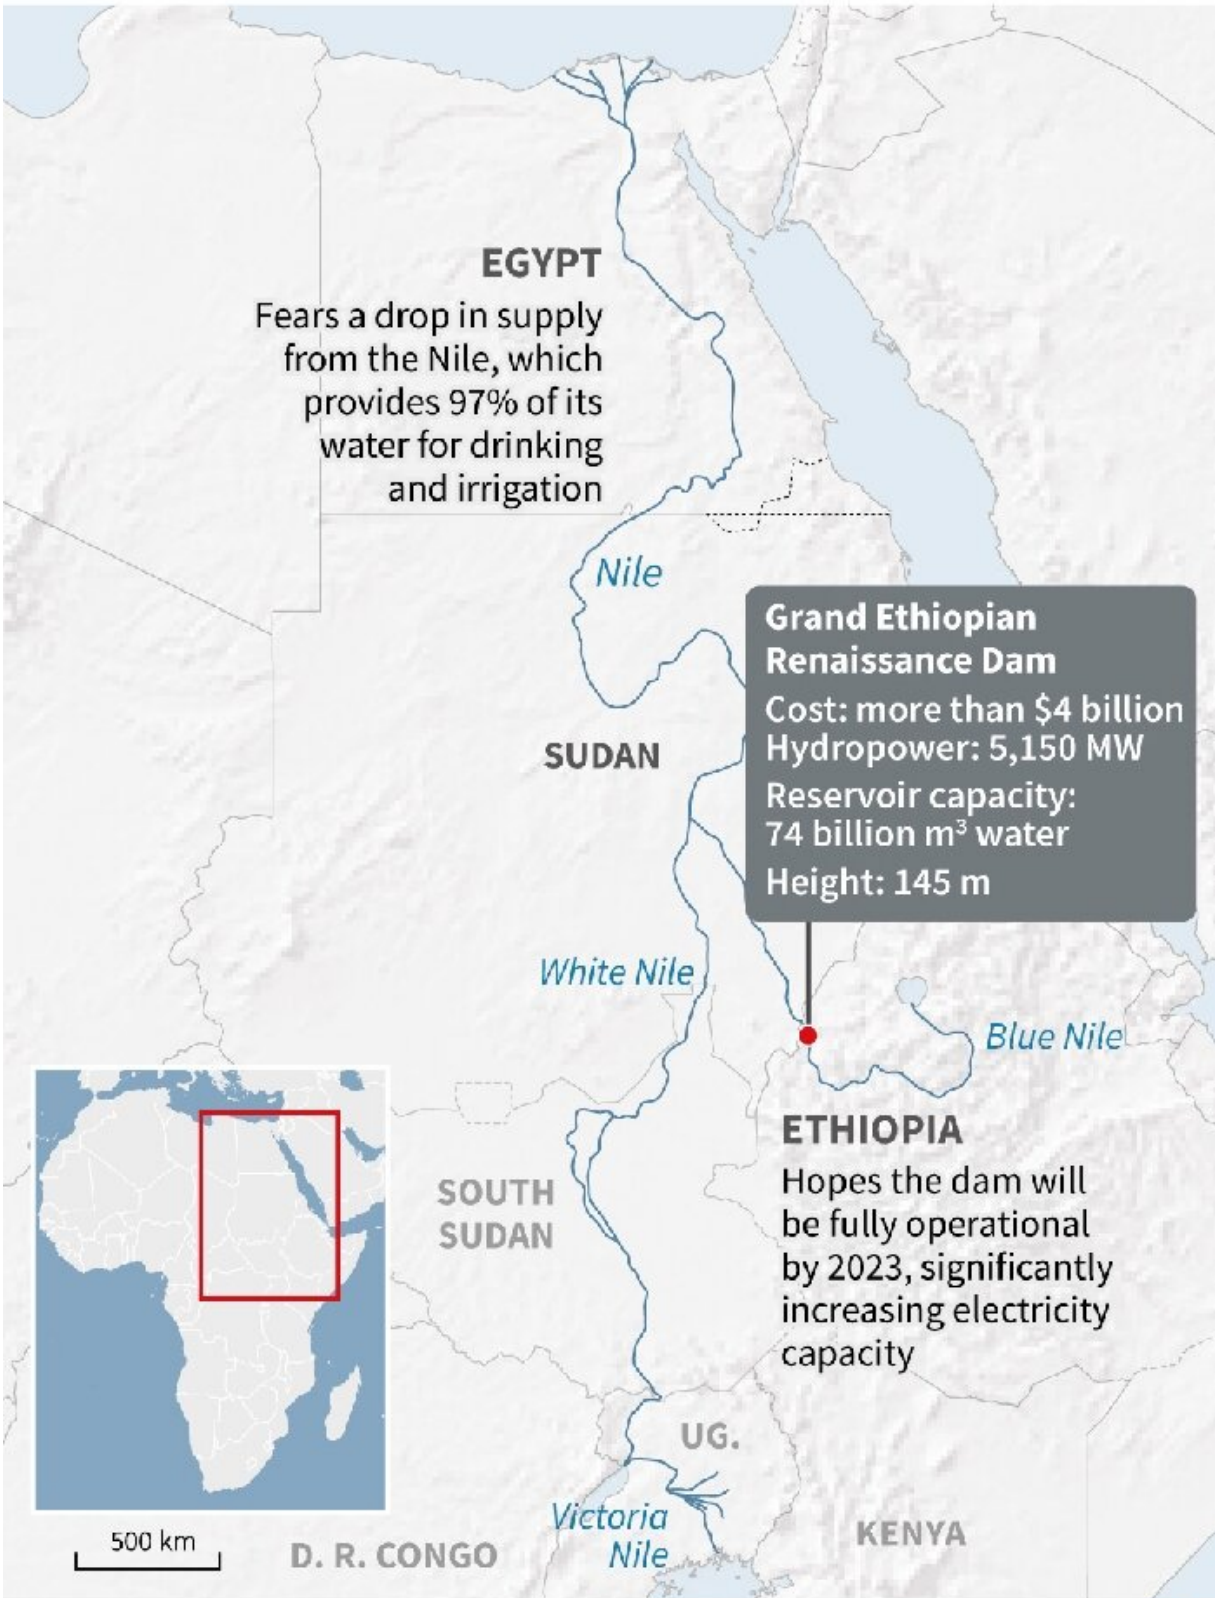 EGYPT
Fears a drop in supply
from the Nile, which
provides 97% of its
water for drinking
and irrigation
Nile
Grand Ethiopian
Renaissance Dam
Cost: more than $4 billion
Hydropower: 5,150 MW
Reservoir capacity:
74 billion m³ water
Height: 145 m
SUDAN
White Nile
Blue Nile
ETHIOPIA
Hopes the dam will
be fully operational
by 2023, significantly
increasing electricity
capacity
SOUTH
SUDAN
UG.
Victoria
Nile
KENYA
500 km
D. R. CONGO